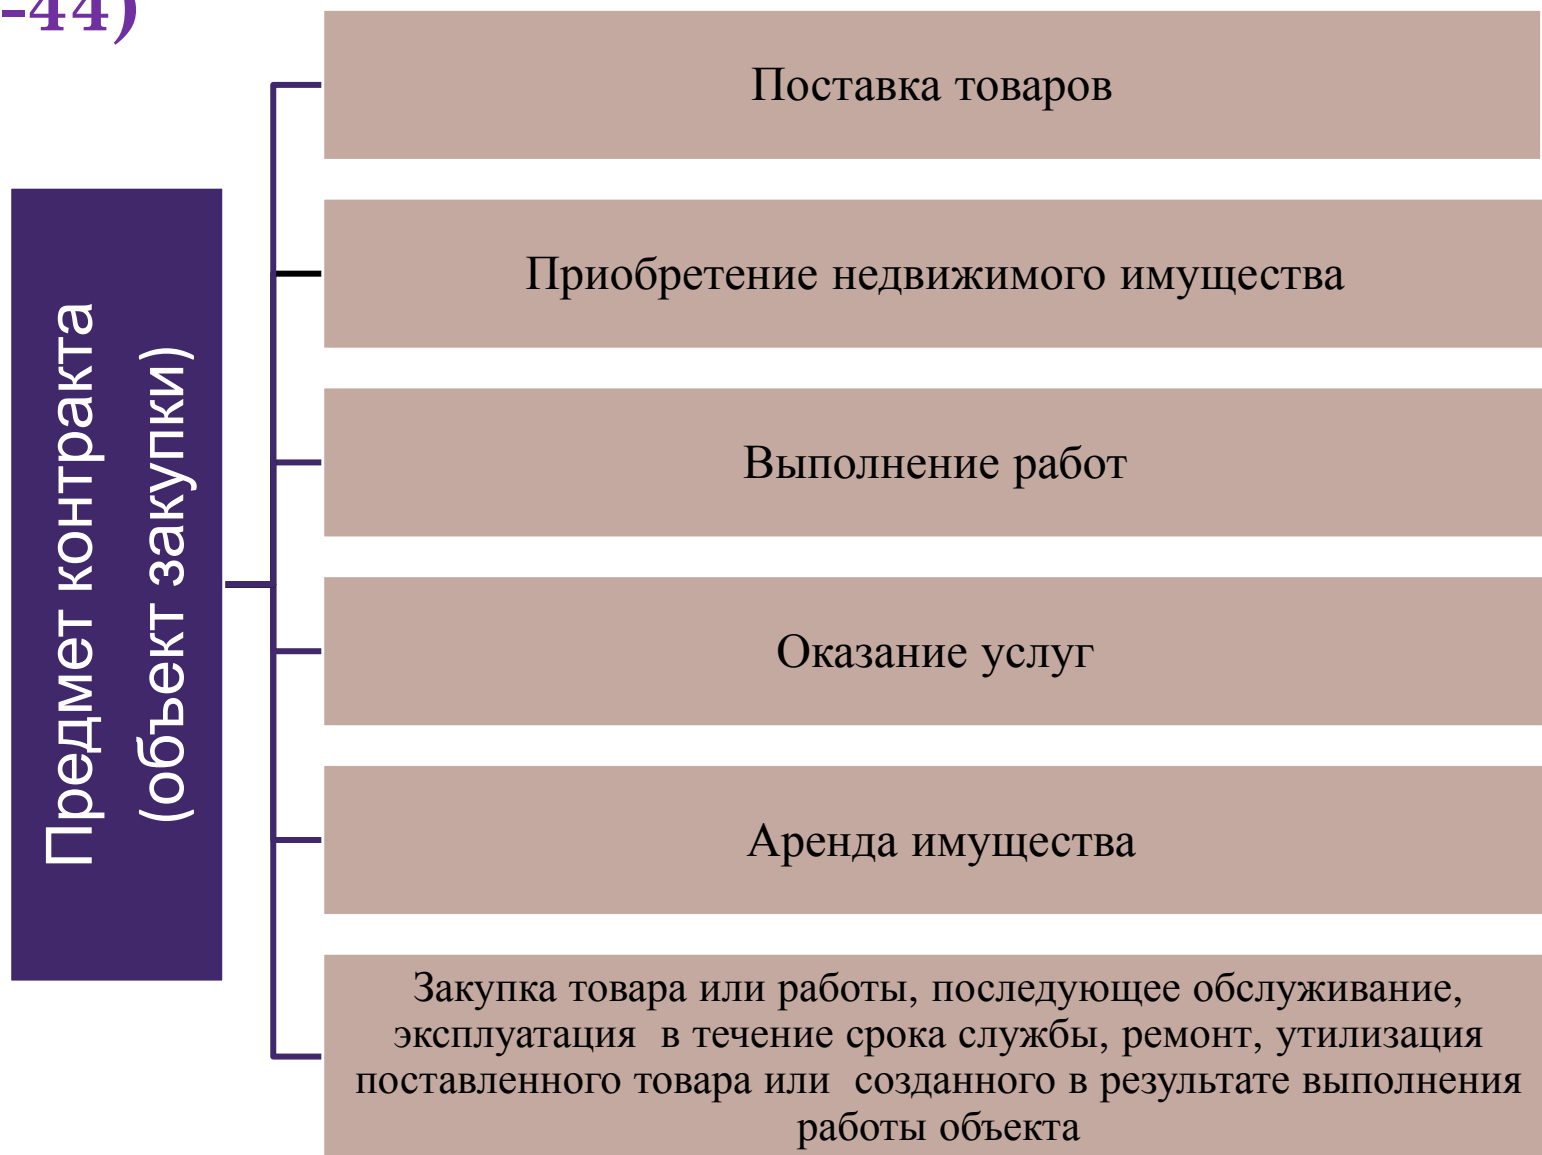 -44)
Предмет контракта
(объект закупки)
Поставка товаров
Приобретение недвижимого имущества
Выполнение работ
Оказание услуг
Аренда имущества
Закупка товара или работы, последующее обслуживание,
эксплуатация  в течение срока службы, ремонт, утилизация
поставленного товара или  созданного в результате выполнения
работы объекта